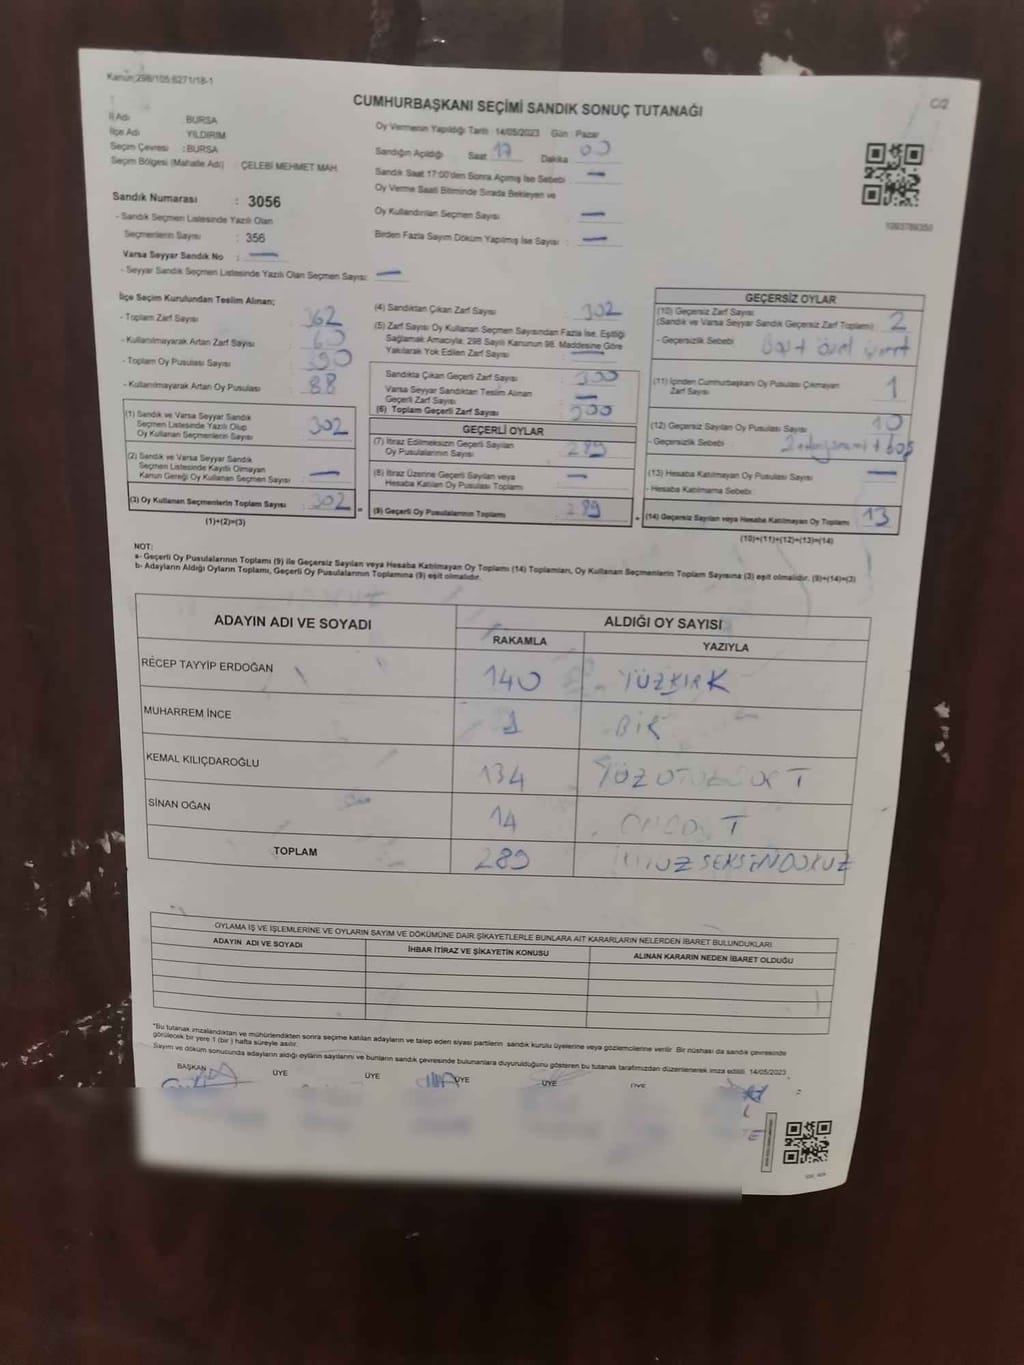 Kanun;298/105;6271/18-1
C/2
CUMHURBAŞKANI SEÇİMİ SANDIK SONUÇ TUTANAĞI
İl Adı : BURSA
İlçe Adı : YILDIRIM
Seçim Çevresi : BURSA
Seçim Bölgesi (Mahalle Adı) : ÇELEBİ MEHMET MAH.
Sandık Numarası : 3056
- Sandık Seçmen Listesinde Yazılı Olan
Seçmenlerin Sayısı : 356
Varsa Seyyar Sandık No : —
- Seyyar Sandık Seçmen Listesinde Yazılı Olan Seçmen Sayısı: —
Oy Vermenin Yapıldığı Tarih : 14/05/2023 Gün : Pazar
Sandığın Açıldığı Saat 17 Dakika 00
Sandık Saat 17:00'den Sonra Açılmış İse Sebebi —
Oy Verme Saati Bitiminde Sırada Bekleyen ve
Oy Kullandırılan Seçmen Sayısı —
Birden Fazla Sayım Döküm Yapılmış İse Sayısı : —
1093789350
İlçe Seçim Kurulundan Teslim Alınan;
- Toplam Zarf Sayısı : 362
- Kullanılmayarak Artan Zarf Sayısı : 60
- Toplam Oy Pusulası Sayısı : 390
- Kullanılmayarak Artan Oy Pusulası : 88
(1) Sandık ve Varsa Seyyar Sandık
Seçmen Listesinde Yazılı Olup
Oy Kullanan Seçmenlerin Sayısı : 302
(2) Sandık ve Varsa Seyyar Sandık
Seçmen Listesinde Kaydı Olmayan
Kanun Gereği Oy Kullanan Seçmen Sayısı : —
(3) Oy Kullanan Seçmenlerin Toplam Sayısı : 302
(1)+(2)=(3)
(4) Sandıktan Çıkan Zarf Sayısı : 302
(5) Zarf Sayısı Oy Kullanan Seçmen Sayısından Fazla İse, Eşitliği
Sağlamak Amacıyla; 298 Sayılı Kanunun 98. Maddesine Göre
Yakılarak Yok Edilen Zarf Sayısı : —
Sandıkta Çıkan Geçerli Zarf Sayısı : 300
Varsa Seyyar Sandıktan Teslim Alınan
Geçerli Zarf Sayısı : —
(6) Toplam Geçerli Zarf Sayısı : 300
GEÇERLİ OYLAR
(7) İtiraz Edilmeksizin Geçerli Sayılan
Oy Pusulalarının Sayısı : 289
(8) İtiraz Üzerine Geçerli Sayılan veya
Hesaba Katılan Oy Pusulası Toplamı : —
(9) Geçerli Oy Pusulalarının Toplamı : 289
GEÇERSİZ OYLAR
(10) Geçersiz Zarf Sayısı
(Sandık ve Varsa Seyyar Sandık Geçersiz Zarf Toplamı) : 2
- Geçersizlik Sebebi : özel işaret
(11) İçinden Cumhurbaşkanı Oy Pusulası Çıkmayan
Zarf Sayısı : 1
(12) Geçersiz Sayılan Oy Pusulası Sayısı : 10
- Geçersizlik Sebebi : boş
(13) Hesaba Katılmayan Oy Pusulası Sayısı : —
- Hesaba Katılmama Sebebi
(14) Geçersiz Sayılan veya Hesaba Katılmayan Oy Toplamı : 13
(10)+(11)+(12)+(13)=(14)
NOT:
a- Geçerli Oy Pusulalarının Toplamı (9) ile Geçersiz Sayılan veya Hesaba Katılmayan Oy Toplamı (14) Toplamları, Oy Kullanan Seçmenlerin Toplam Sayısına (3) eşit olmalıdır. (9)+(14)=(3)
b- Adayların Aldığı Oyların Toplamı, Geçerli Oy Pusulalarının Toplamına (9) eşit olmalıdır.
ADAYIN ADI VE SOYADI ALDIĞI OY SAYISI
RAKAMLA YAZIYLA
RECEP TAYYİP ERDOĞAN 140 YÜZKIRK
MUHARREM İNCE 1 BİR
KEMAL KILIÇDAROĞLU 134 YÜZOTUZDÖRT
SİNAN OĞAN 14 ONDÖRT
TOPLAM 289 İKİYÜZSEKSENDOKUZ
OYLAMA İŞ VE İŞLEMLERİNE VE OYLARIN SAYIM VE DÖKÜMÜNE DAİR ŞİKAYETLERLE BUNLARA AİT KARARLARIN NELERDEN İBARET BULUNDUKLARI
ADAYIN ADI VE SOYADI İHBAR İTİRAZ VE ŞİKAYETİN KONUSU ALINAN KARARIN NEDEN İBARET OLDUĞU
*Bu tutanak imzalandıktan ve mühürlendikten sonra seçime katılan adayların ve talep eden siyasi partilerin sandık kurulu üyelerine veya gözlemcilerine verilir. Bir nüshası da sandık çevresinde
görülecek bir yere 1 (bir ) hafta süreyle asılır.
Sayım ve döküm sonucunda adayların aldığı oyların sayılarını ve bunların sandık çevresinde bulunanlara duyurulduğunu gösteren bu tutanak tarafımızdan düzenlenerek imza edildi. 14/05/2023
BAŞKAN ÜYE ÜYE ÜYE ÜYE ÜYE